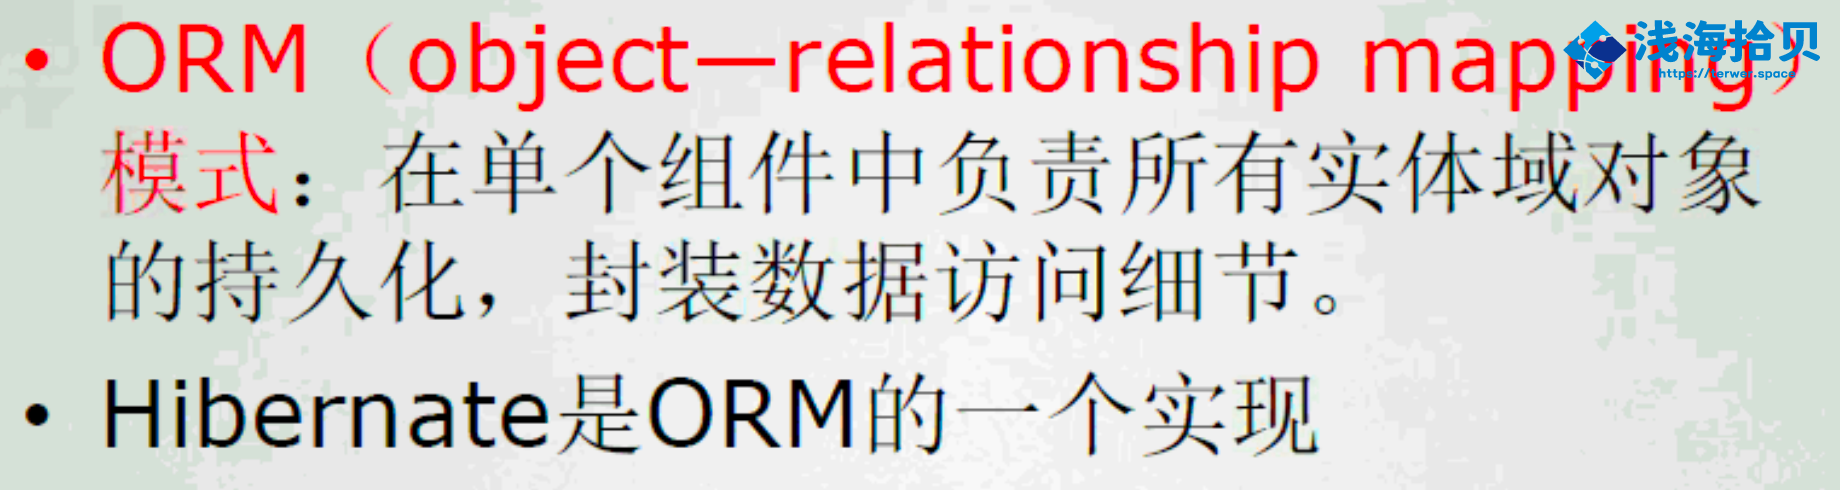 • ORM（object—relationship mapping）
模式：在单个组件中负责所有实体域对象
的持久化，封装数据访问细节。
• Hibernate是ORM的一个实现
浅海拾贝
https://terwer.space